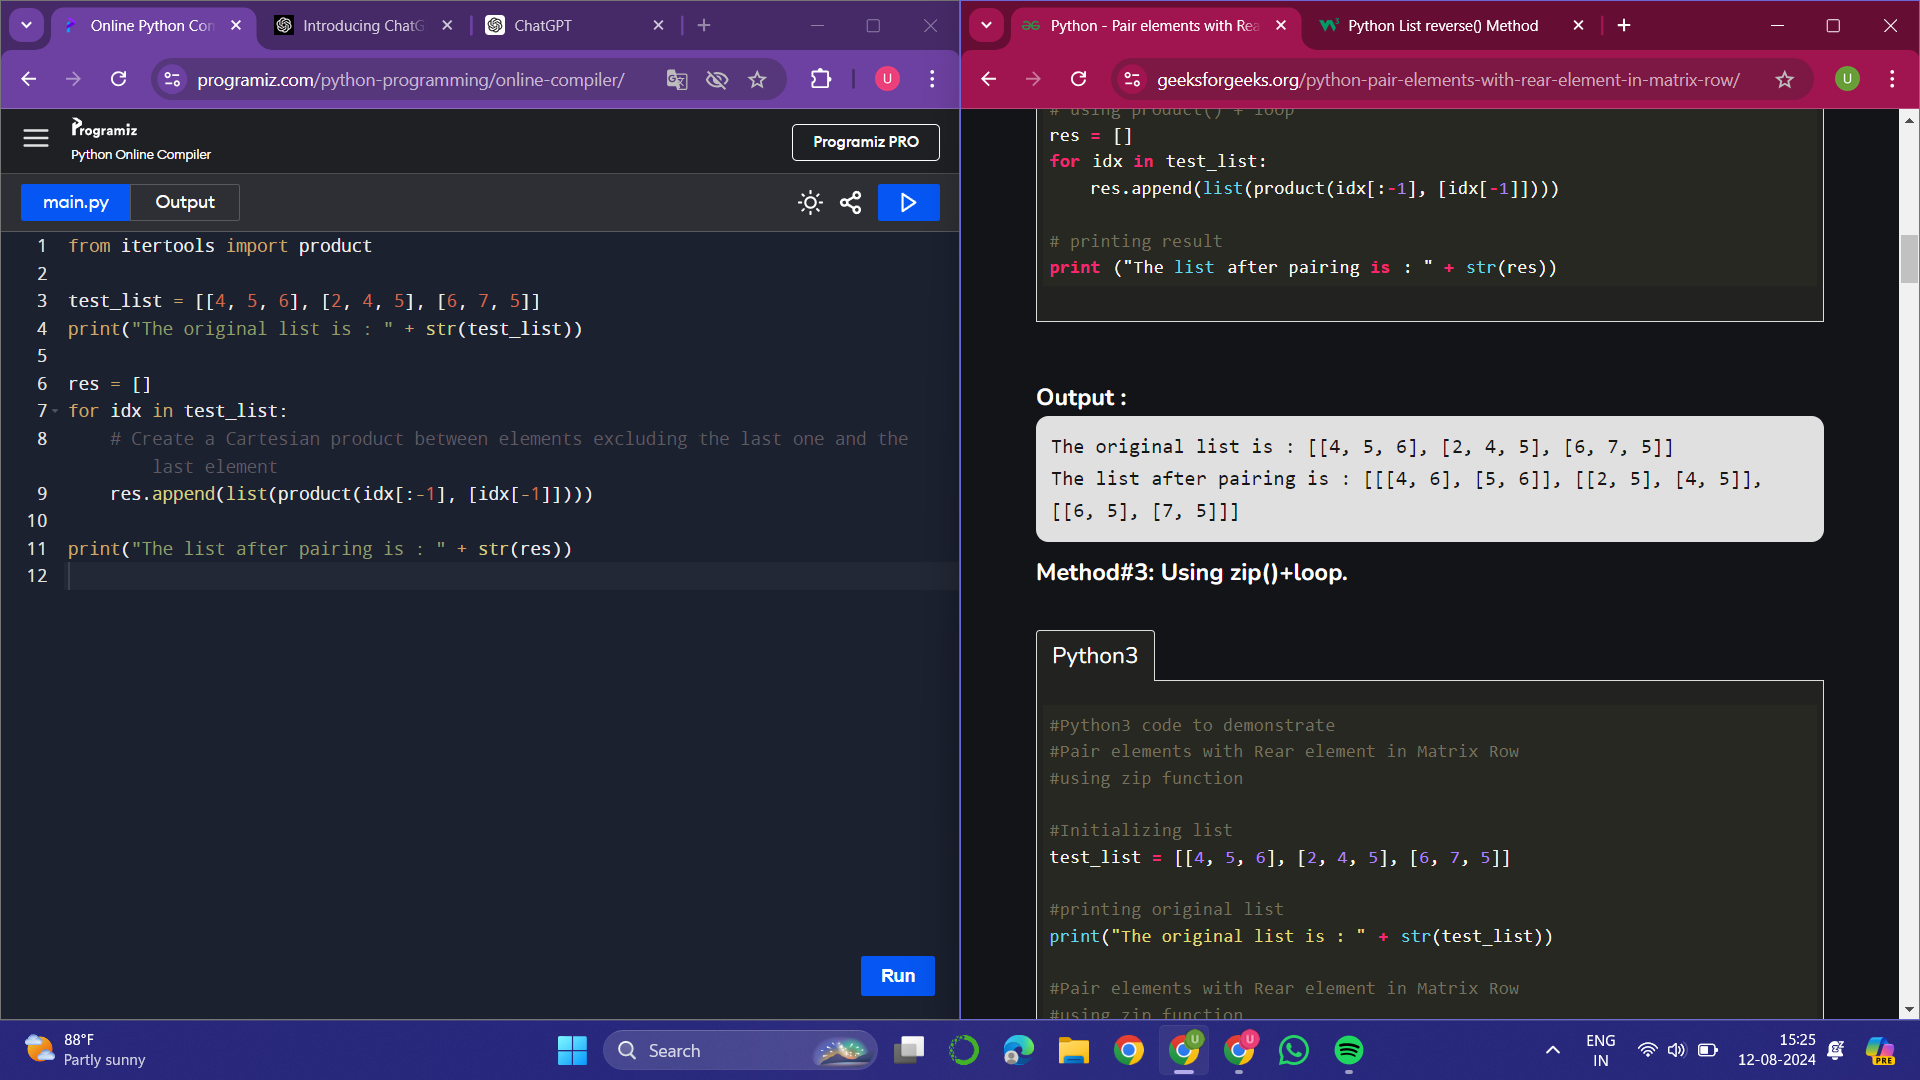 Online Python Con
Introducing ChatG
ChatGPT
programiz.com/python-programming/online-compiler/
U
Programiz
Python Online Compiler
Programiz PRO
main.py
Output
1 from itertools import product
2
3 test_list = [[4, 5, 6], [2, 4, 5], [6, 7, 5]]
4 print("The original list is : " + str(test_list))
5
6 res = []
7 for idx in test_list:
8 # Create a Cartesian product between elements excluding the last one and the
last element
9 res.append(list(product(idx[:-1], [idx[-1]])))
10
11 print("The list after pairing is : " + str(res))
12
Run
Python - Pair elements with Rea
Python List reverse() Method
geeksforgeeks.org/python-pair-elements-with-rear-element-in-matrix-row/
U
# using product() + loop
res = []
for idx in test_list:
res.append(list(product(idx[:-1], [idx[-1]])))
# printing result
print ("The list after pairing is : " + str(res))
Output :
The original list is : [[4, 5, 6], [2, 4, 5], [6, 7, 5]]
The list after pairing is : [[[4, 6], [5, 6]], [[2, 5], [4, 5]],
[[6, 5], [7, 5]]]
Method#3: Using zip()+loop.
Python3
#Python3 code to demonstrate
#Pair elements with Rear element in Matrix Row
#using zip function
#Initializing list
test_list = [[4, 5, 6], [2, 4, 5], [6, 7, 5]]
#printing original list
print("The original list is : " + str(test_list))
#Pair elements with Rear element in Matrix Row
#using zip function
88°F
Partly sunny
Search
U
U
ENG
IN
15:25
12-08-2024
PRE